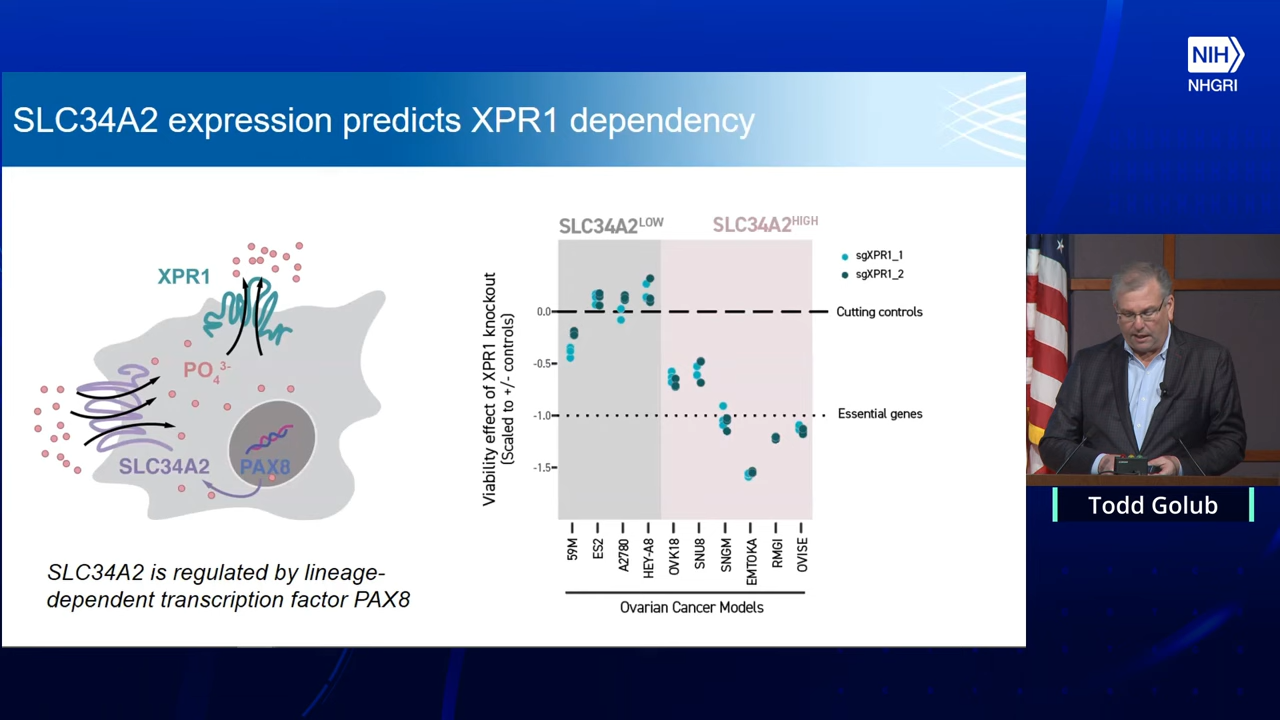 NIH
NHGRI
SLC34A2 expression predicts XPR1 dependency
XPR1
PO₄³⁻
SLC34A2
PAX8
SLC34A2 is regulated by lineage-
dependent transcription factor PAX8
SLC34A2ᴸᴼᵂ
SLC34A2ᴴᴵᴳᴴ
sgXPR1_1
sgXPR1_2
Viability effect of XPR1 knockout
(Scaled to +/- controls)
0.0
-0.5
-1.0
-1.5
Cutting controls
Essential genes
59M
ES2
A2780
HEY-A8
OVK18
SNU8
SNGM
EMTOKA
RMGI
OVISE
Ovarian Cancer Models
Todd Golub